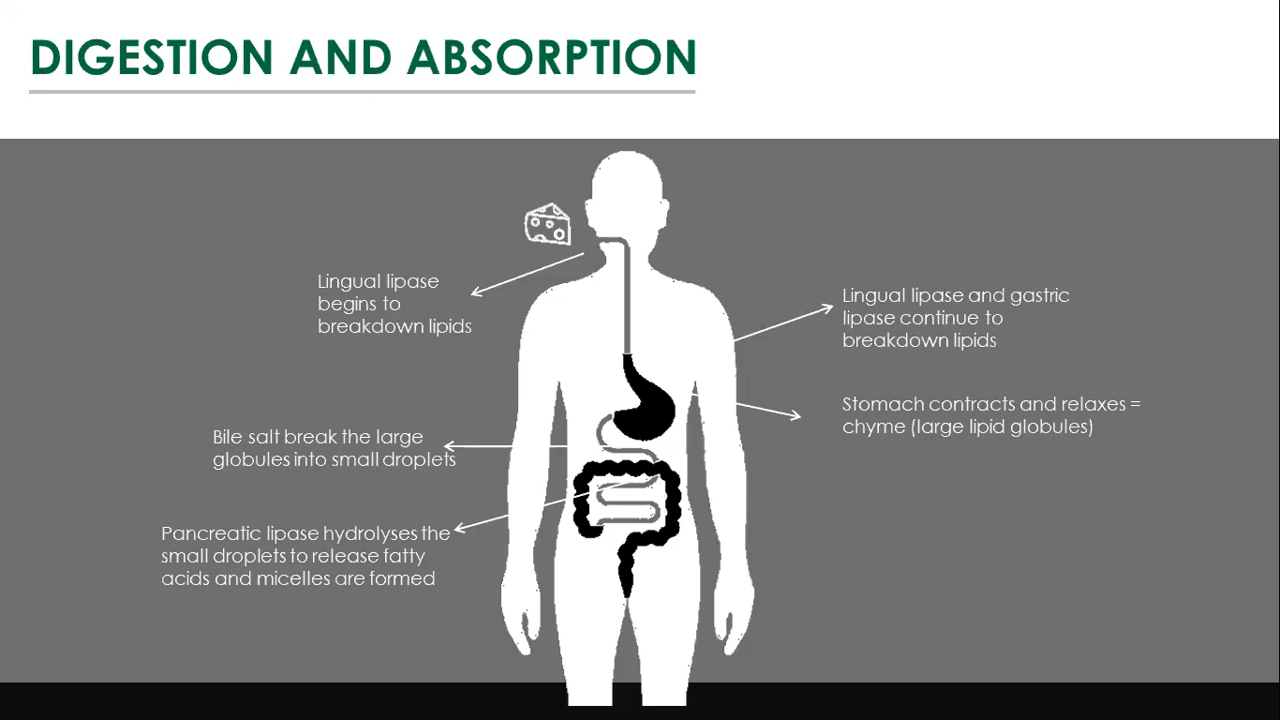 DIGESTION AND ABSORPTION
Lingual lipase
begins to
breakdown lipids
Lingual lipase and gastric
lipase continue to
breakdown lipids
Stomach contracts and relaxes =
chyme (large lipid globules)
Bile salt break the large
globules into small droplets
Pancreatic lipase hydrolyses the
small droplets to release fatty
acids and micelles are formed